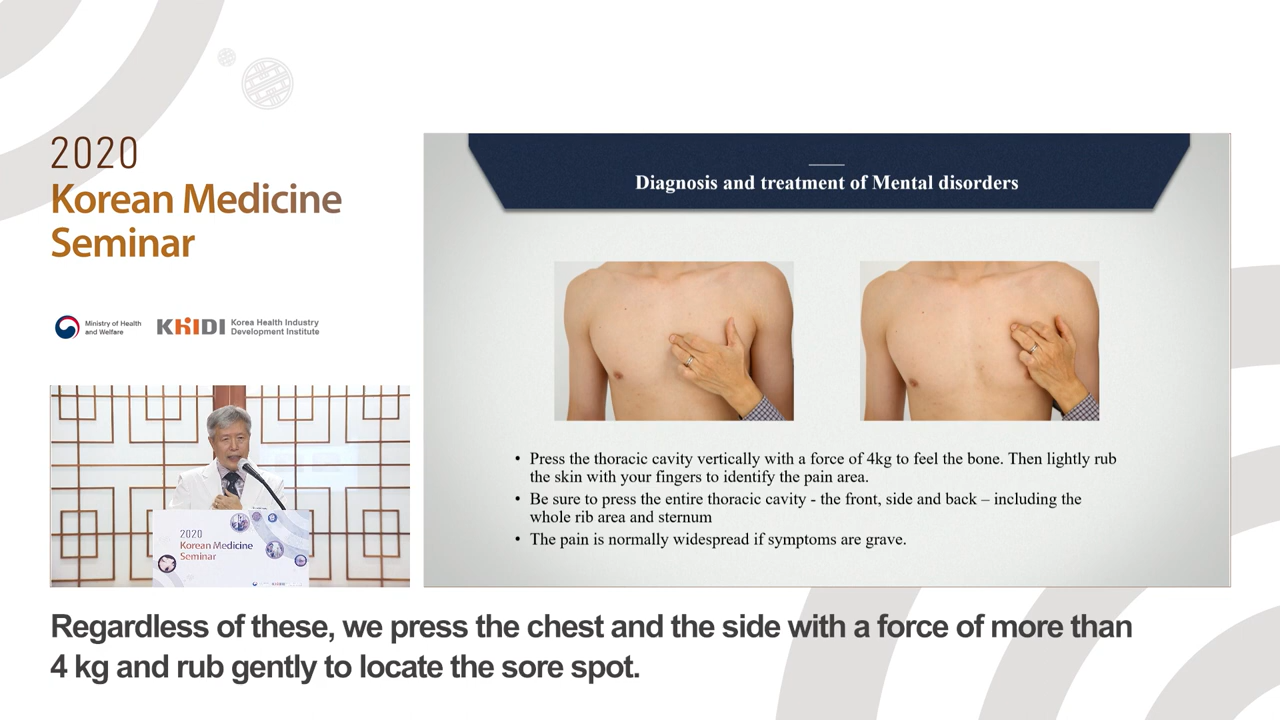 2020
Korean Medicine
Seminar
Ministry of Health
and Welfare
KHIDI
Korea Health Industry
Development Institute
Diagnosis and treatment of Mental disorders
• Press the thoracic cavity vertically with a force of 4kg to feel the bone. Then lightly rub
the skin with your fingers to identify the pain area.
• Be sure to press the entire thoracic cavity - the front, side and back – including the
whole rib area and sternum
• The pain is normally widespread if symptoms are grave.
2020
Korean Medicine
Seminar
KHIDI
Regardless of these, we press the chest and the side with a force of more than
4 kg and rub gently to locate the sore spot.